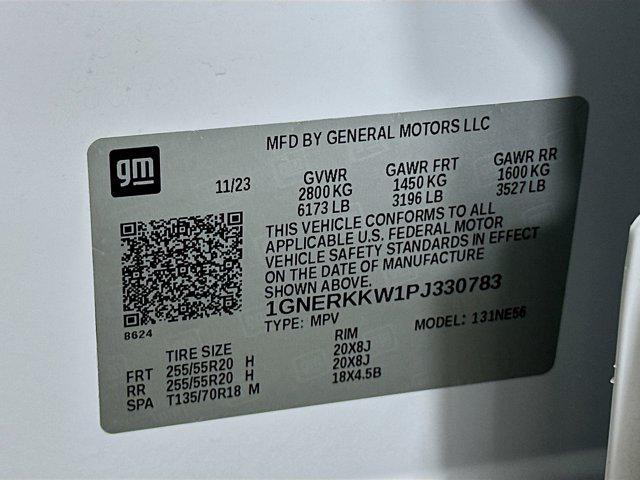 MFD BY GENERAL MOTORS LLC
gm
11/23
GVWR
2800 KG
6173 LB
GAWR FRT
1450 KG
3196 LB
GAWR RR
1600 KG
3527 LB
THIS VEHICLE CONFORMS TO ALL
APPLICABLE U.S. FEDERAL MOTOR
VEHICLE SAFETY STANDARDS IN EFFECT
ON THE DATE OF MANUFACTURE
SHOWN ABOVE.
1GNERKKW1PJ330783
TYPE: MPV
MODEL: 131NE56
8624
TIRE SIZE RIM
FRT 255/55R20 H 20X8J
RR 255/55R20 H 20X8J
SPA T135/70R18 M 18X4.5B